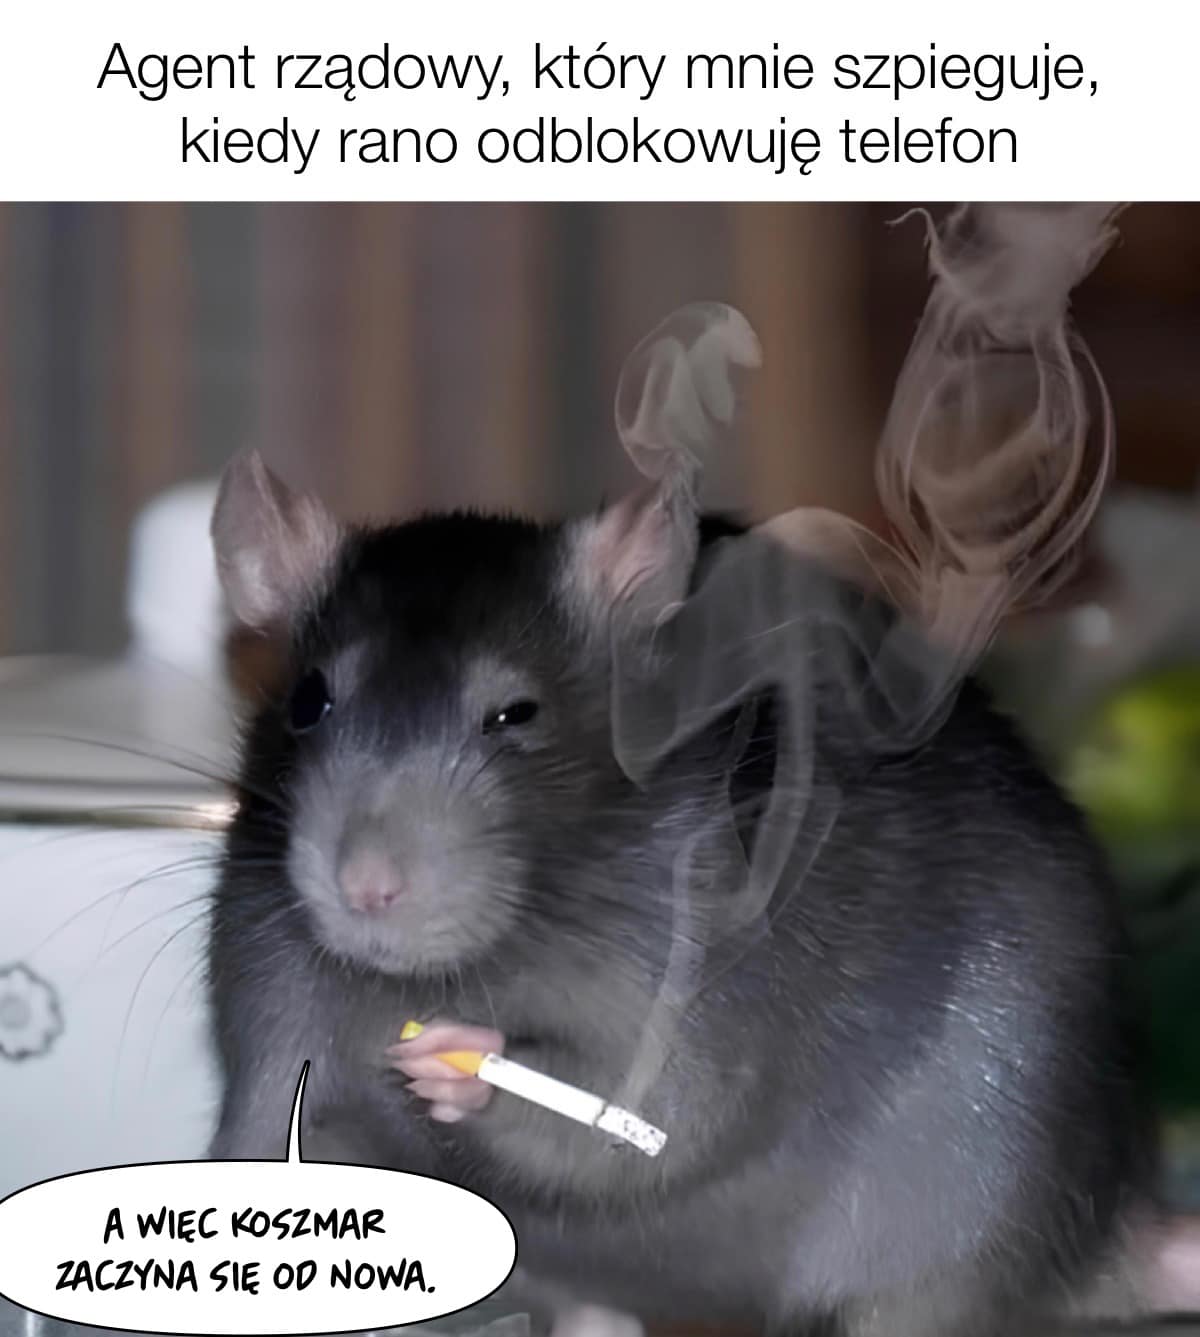 Agent rządowy, który mnie szpieguje,
kiedy rano odblokowuję telefon
A WIĘC KOSZMAR
ZACZYNA SIĘ OD NOWA.